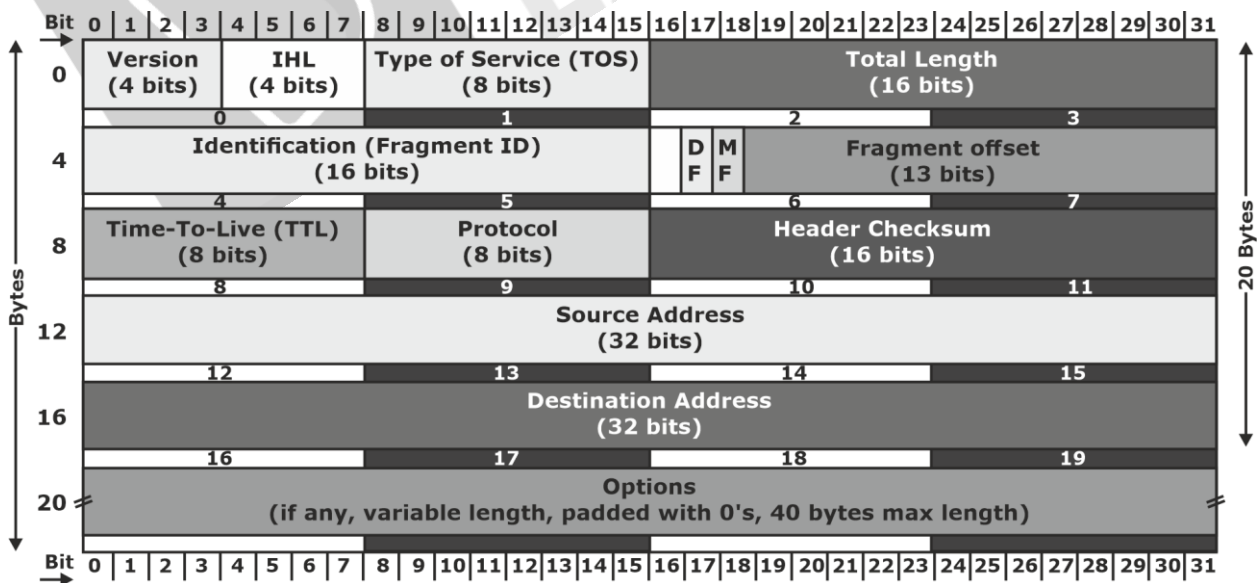 Bit 0 1 2 3 4 5 6 7 8 9 10 11 12 13 14 15 16 17 18 19 20 21 22 23 24 25 26 27 28 29 30 31
Version IHL Type of Service (TOS) Total Length
0 (4 bits) (4 bits) (8 bits) (16 bits)
0 1 2 3
Identification (Fragment ID) D M Fragment offset
4 (16 bits) F F (13 bits)
4 5 6 7
Time-To-Live (TTL) Protocol Header Checksum
8 (8 bits) (8 bits) (16 bits)
8 9 10 11
Source Address
12 (32 bits)
12 13 14 15
Destination Address
16 (32 bits)
16 17 18 19
Options
20 (if any, variable length, padded with 0's, 40 bytes max length)
Bit 0 1 2 3 4 5 6 7 8 9 10 11 12 13 14 15 16 17 18 19 20 21 22 23 24 25 26 27 28 29 30 31
Bytes
20 Bytes